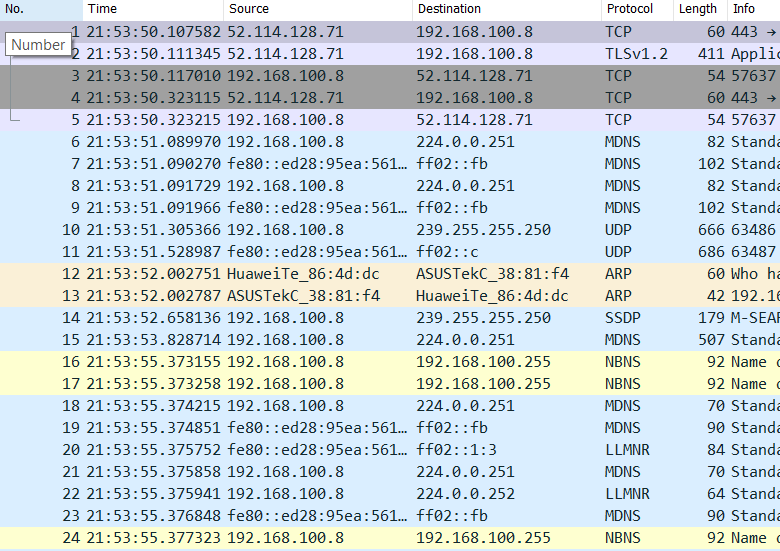 No. Time Source Destination Protocol Length Info
1 21:53:50.107582 52.114.128.71 192.168.100.8 TCP 60 443 →
Number
2 21:53:50.111345 52.114.128.71 192.168.100.8 TLSv1.2 411 Applic
3 21:53:50.117010 192.168.100.8 52.114.128.71 TCP 54 57637
4 21:53:50.323115 52.114.128.71 192.168.100.8 TCP 60 443 →
5 21:53:50.323215 192.168.100.8 52.114.128.71 TCP 54 57637
6 21:53:51.089970 192.168.100.8 224.0.0.251 MDNS 82 Standa
7 21:53:51.090270 fe80::ed28:95ea:561… ff02::fb MDNS 102 Standa
8 21:53:51.091729 192.168.100.8 224.0.0.251 MDNS 82 Standa
9 21:53:51.091966 fe80::ed28:95ea:561… ff02::fb MDNS 102 Standa
10 21:53:51.305366 192.168.100.8 239.255.255.250 UDP 666 63486
11 21:53:51.528987 fe80::ed28:95ea:561… ff02::c UDP 686 63487
12 21:53:52.002751 HuaweiTe_86:4d:dc ASUSTekC_38:81:f4 ARP 60 Who ha
13 21:53:52.002787 ASUSTekC_38:81:f4 HuaweiTe_86:4d:dc ARP 42 192.16
14 21:53:52.658136 192.168.100.8 239.255.255.250 SSDP 179 M-SEAR
15 21:53:53.828714 192.168.100.8 224.0.0.251 MDNS 507 Standa
16 21:53:55.373155 192.168.100.8 192.168.100.255 NBNS 92 Name q
17 21:53:55.373258 192.168.100.8 192.168.100.255 NBNS 92 Name q
18 21:53:55.374215 192.168.100.8 224.0.0.251 MDNS 70 Standa
19 21:53:55.374851 fe80::ed28:95ea:561… ff02::fb MDNS 90 Standa
20 21:53:55.375752 fe80::ed28:95ea:561… ff02::1:3 LLMNR 84 Standa
21 21:53:55.375858 192.168.100.8 224.0.0.251 MDNS 70 Standa
22 21:53:55.375941 192.168.100.8 224.0.0.252 LLMNR 64 Standa
23 21:53:55.376848 fe80::ed28:95ea:561… ff02::fb MDNS 90 Standa
24 21:53:55.377323 192.168.100.8 192.168.100.255 NBNS 92 Name q